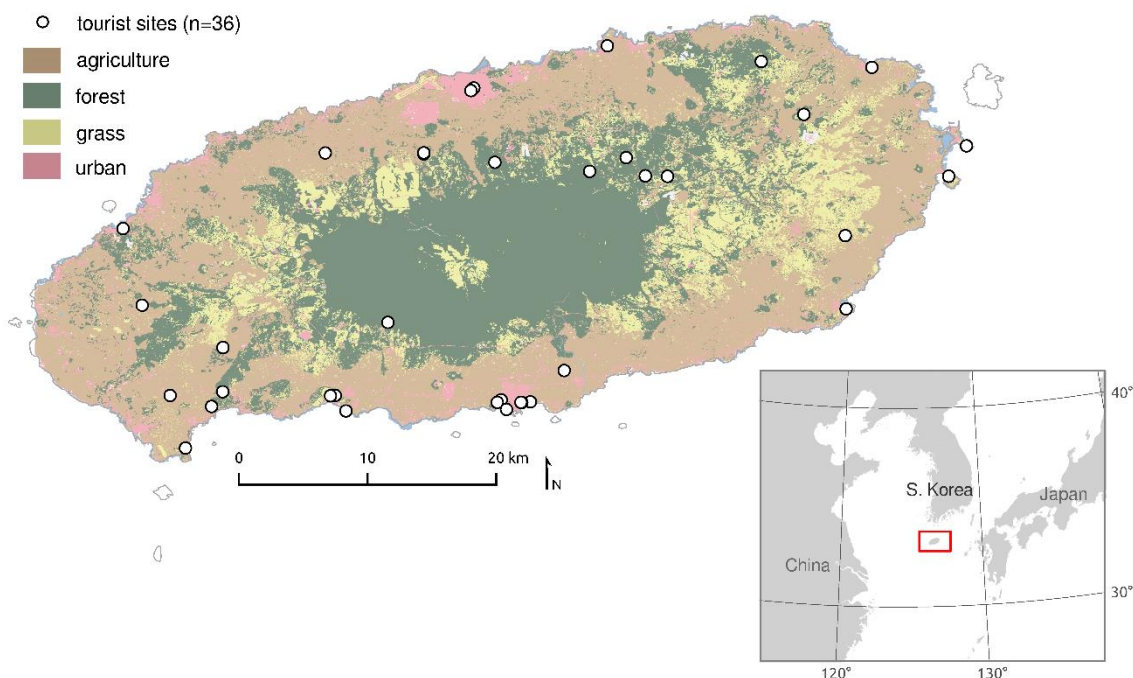 tourist sites (n=36)
agriculture
forest
grass
urban
0 10 20 km
N
40°
S. Korea
Japan
China
30°
120° 130°